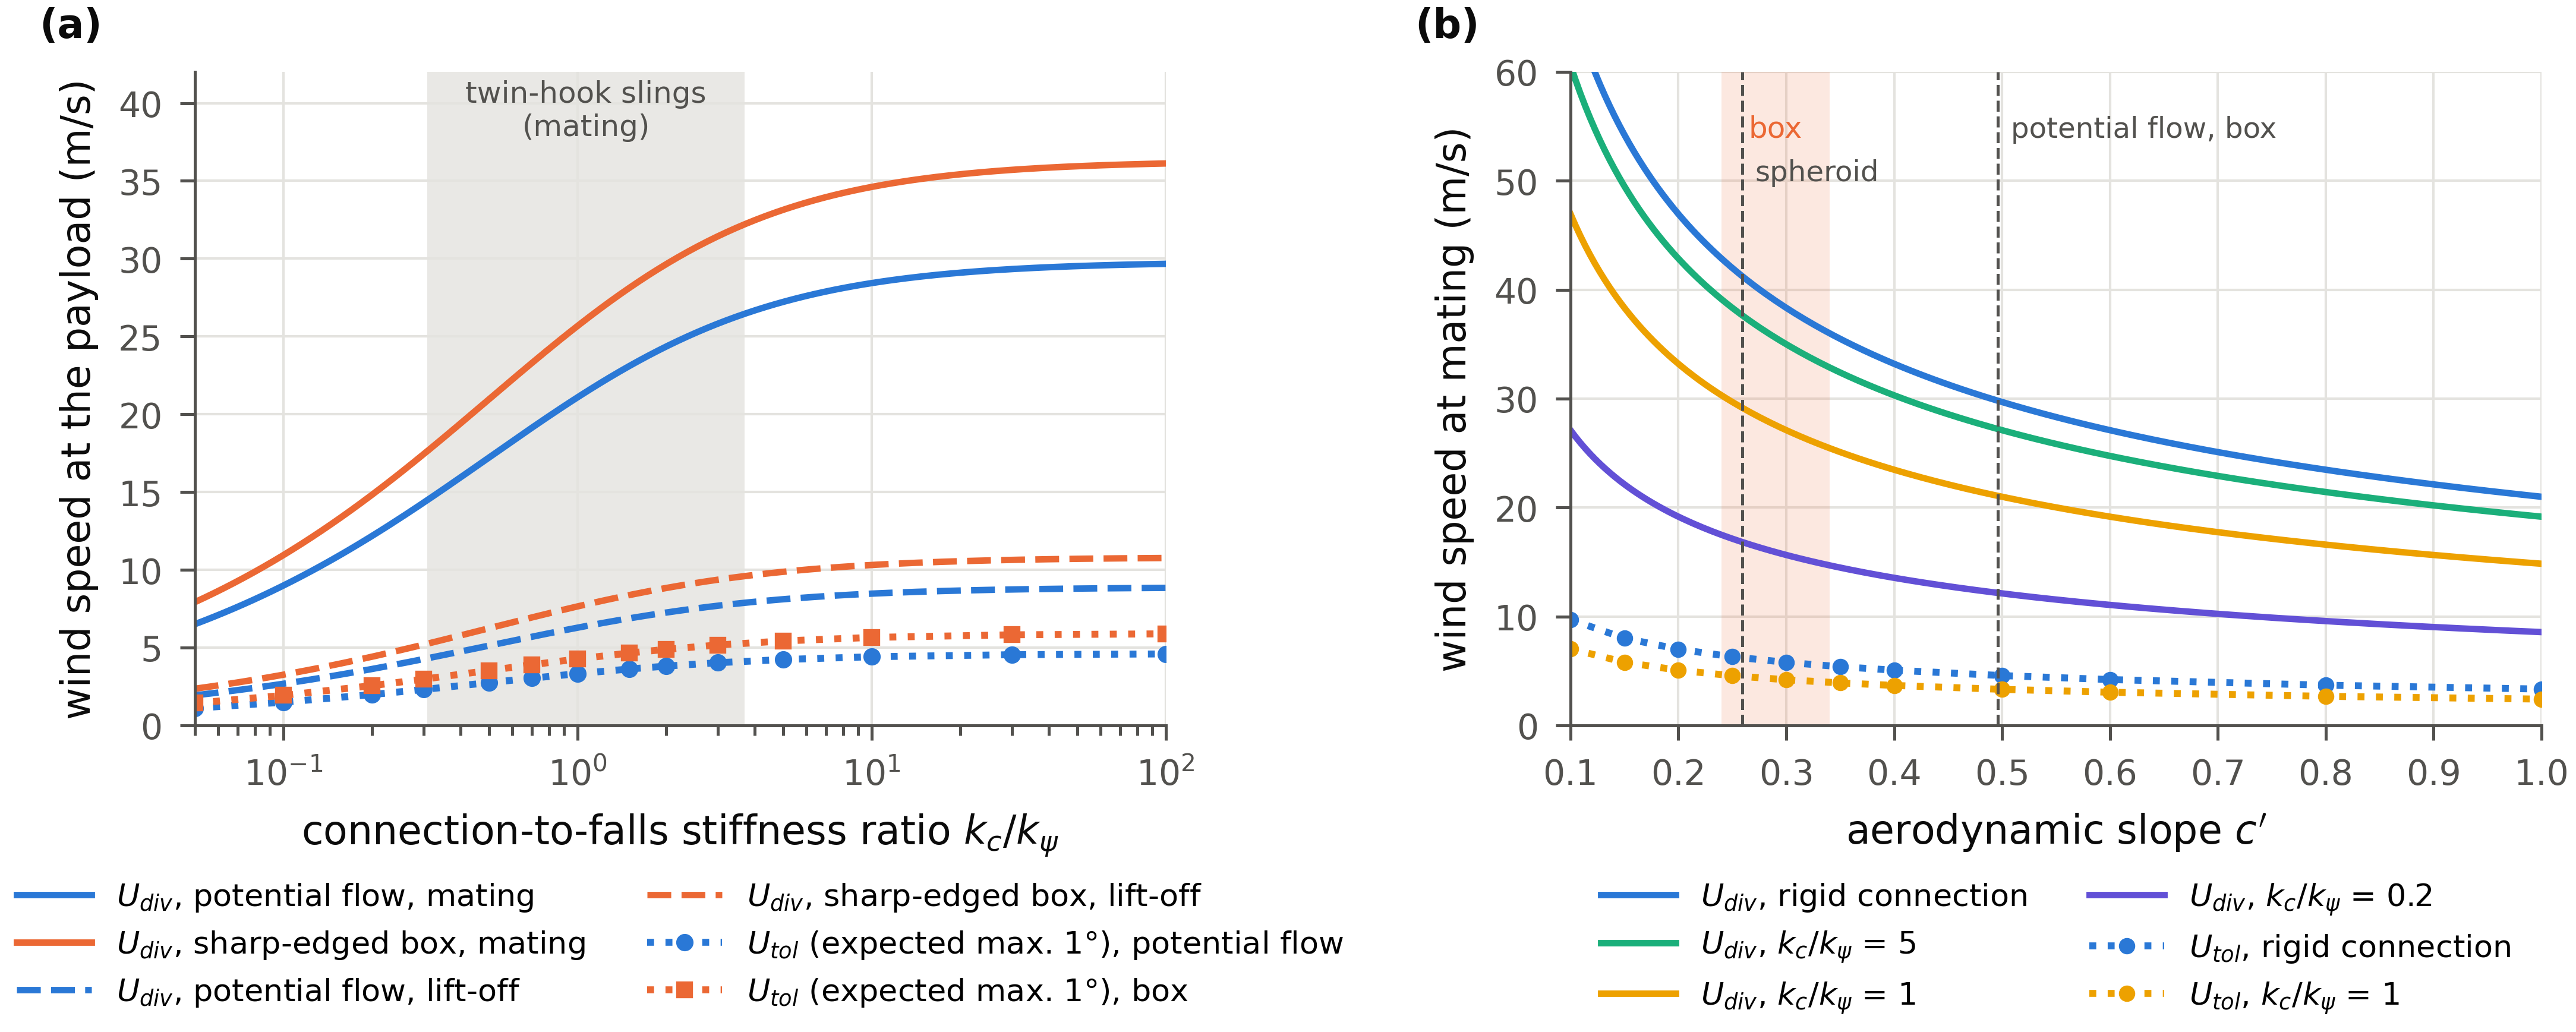 (a)
wind speed at the payload (m/s)
40
35
30
25
20
15
10
5
0
twin-hook slings
(mating)
10⁻¹
10⁰
10¹
10²
connection-to-falls stiffness ratio k_c/k_ψ
U_div, potential flow, mating
U_div, sharp-edged box, mating
U_div, potential flow, lift-off
U_div, sharp-edged box, lift-off
U_tol (expected max. 1°), potential flow
U_tol (expected max. 1°), box
(b)
wind speed at mating (m/s)
60
50
40
30
20
10
0
box
spheroid
potential flow, box
0.1 0.2 0.3 0.4 0.5 0.6 0.7 0.8 0.9 1.0
aerodynamic slope c′
U_div, rigid connection
U_div, k_c/k_ψ = 5
U_div, k_c/k_ψ = 1
U_div, k_c/k_ψ = 0.2
U_tol, rigid connection
U_tol, k_c/k_ψ = 1